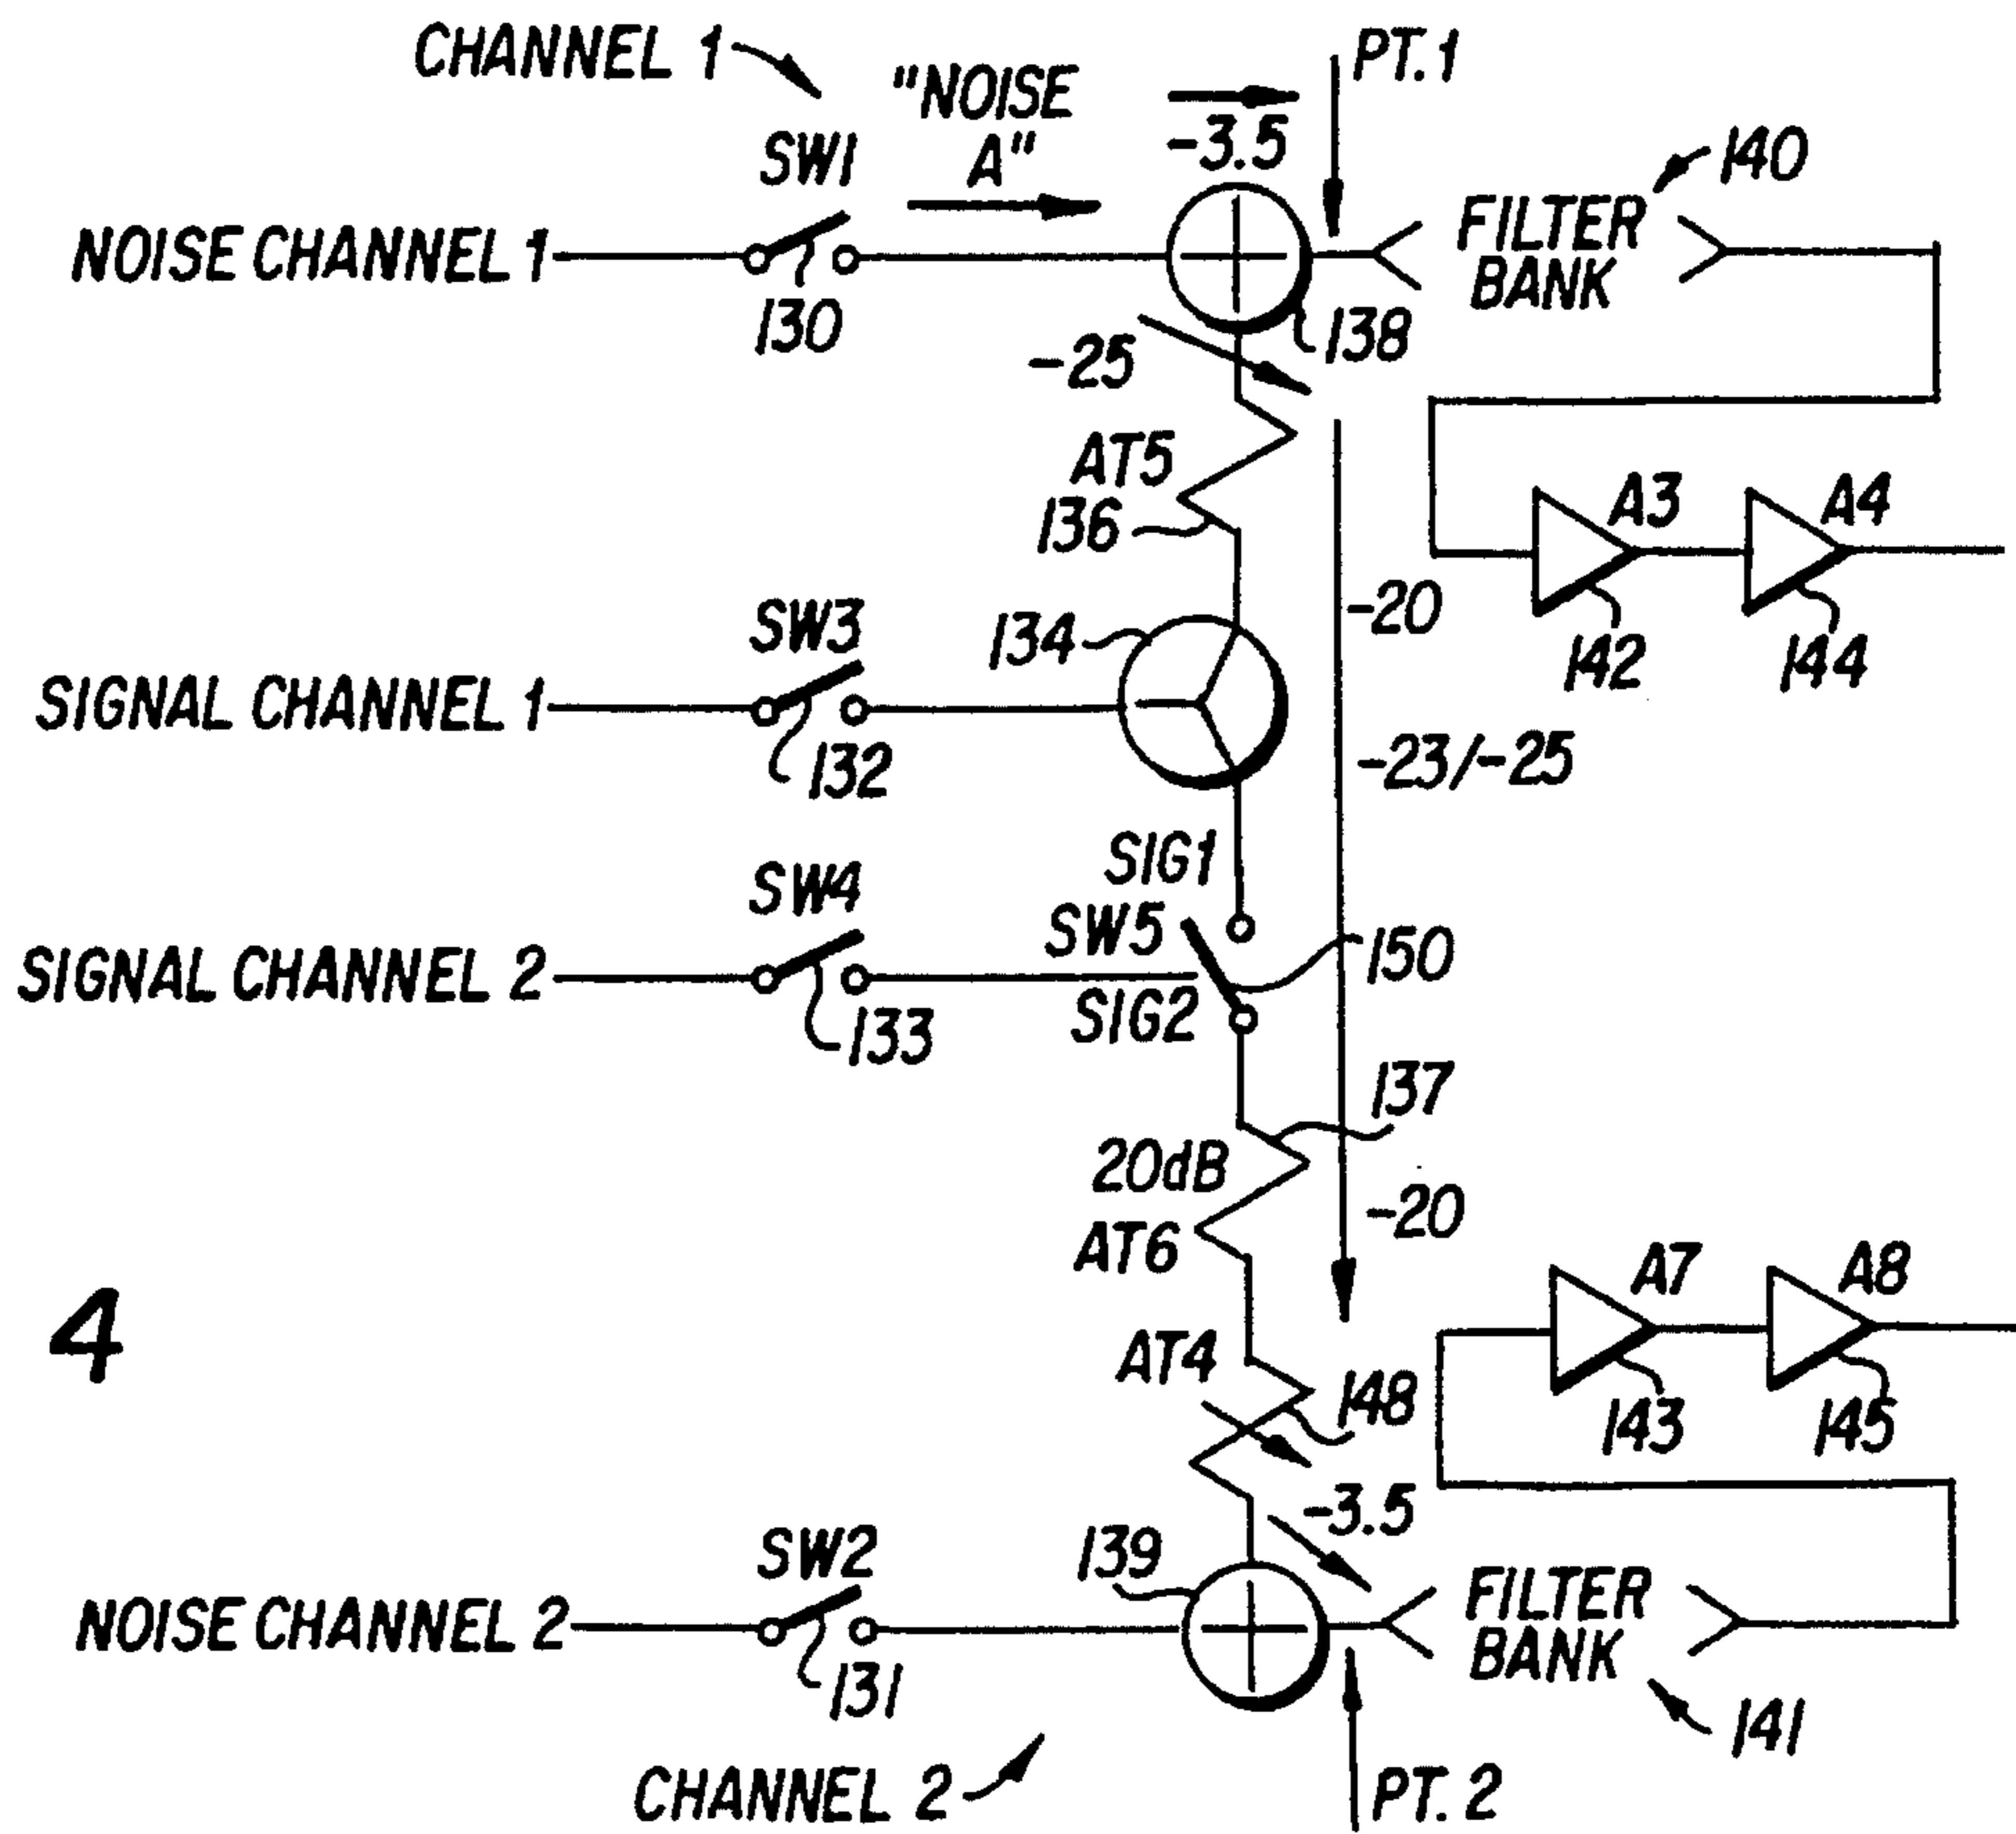 CHANNEL 1
PT.1
"NOISE
A"
-3.5
SW1
140
NOISE CHANNEL 1
FILTER
BANK
130
138
-25
AT5
136
A3
A4
-20
142
144
SW3
134
SIGNAL CHANNEL 1
132
-23/-25
SIG1
SW4
SW5
150
SIGNAL CHANNEL 2
SIG2
133
137
20dB
-20
AT6
A7
A8
4
AT4
148
143
145
-3.5
SW2
139
NOISE CHANNEL 2
FILTER
BANK
131
141
CHANNEL 2
PT.2